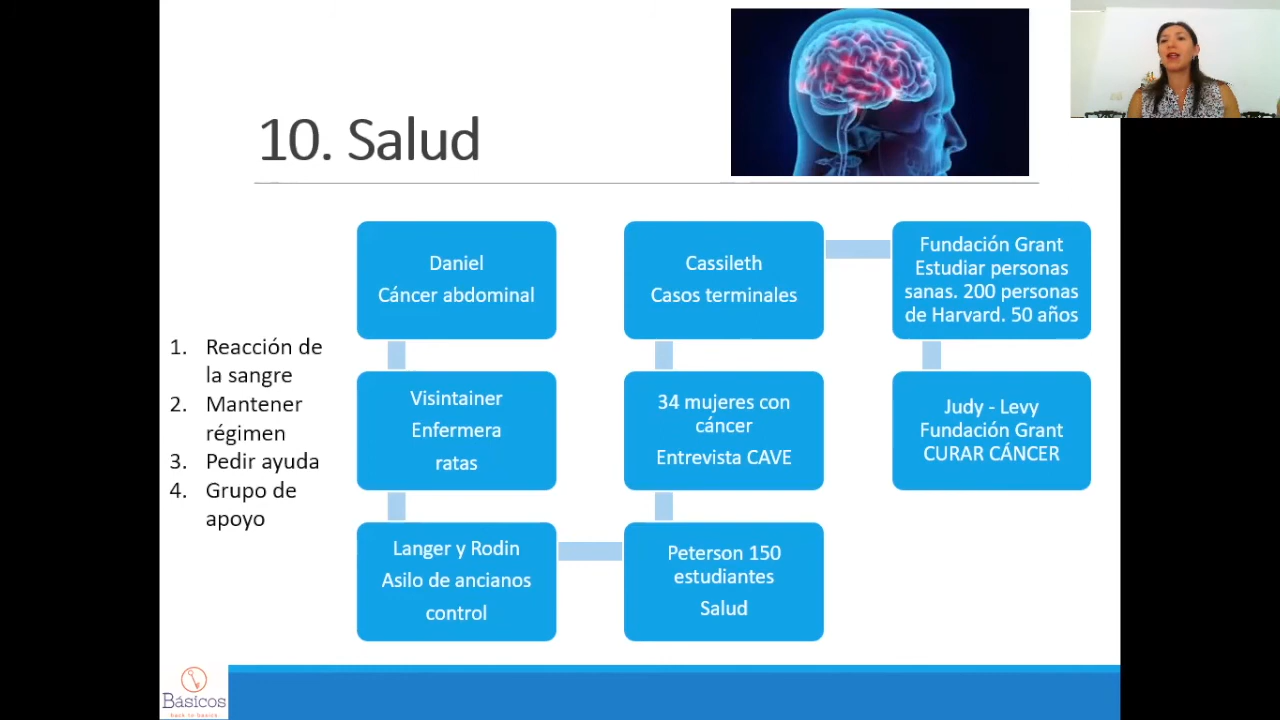 10. Salud
1. Reacción de
la sangre
2. Mantener
régimen
3. Pedir ayuda
4. Grupo de
apoyo
Daniel
Cáncer abdominal
Visintainer
Enfermera
ratas
Langer y Rodin
Asilo de ancianos
control
Peterson 150
estudiantes
Salud
34 mujeres con
cáncer
Entrevista CAVE
Cassileth
Casos terminales
Fundación Grant
Estudiar personas
sanas. 200 personas
de Harvard. 50 años
Judy - Levy
Fundación Grant
CURAR CÁNCER
Básicos
back to basics